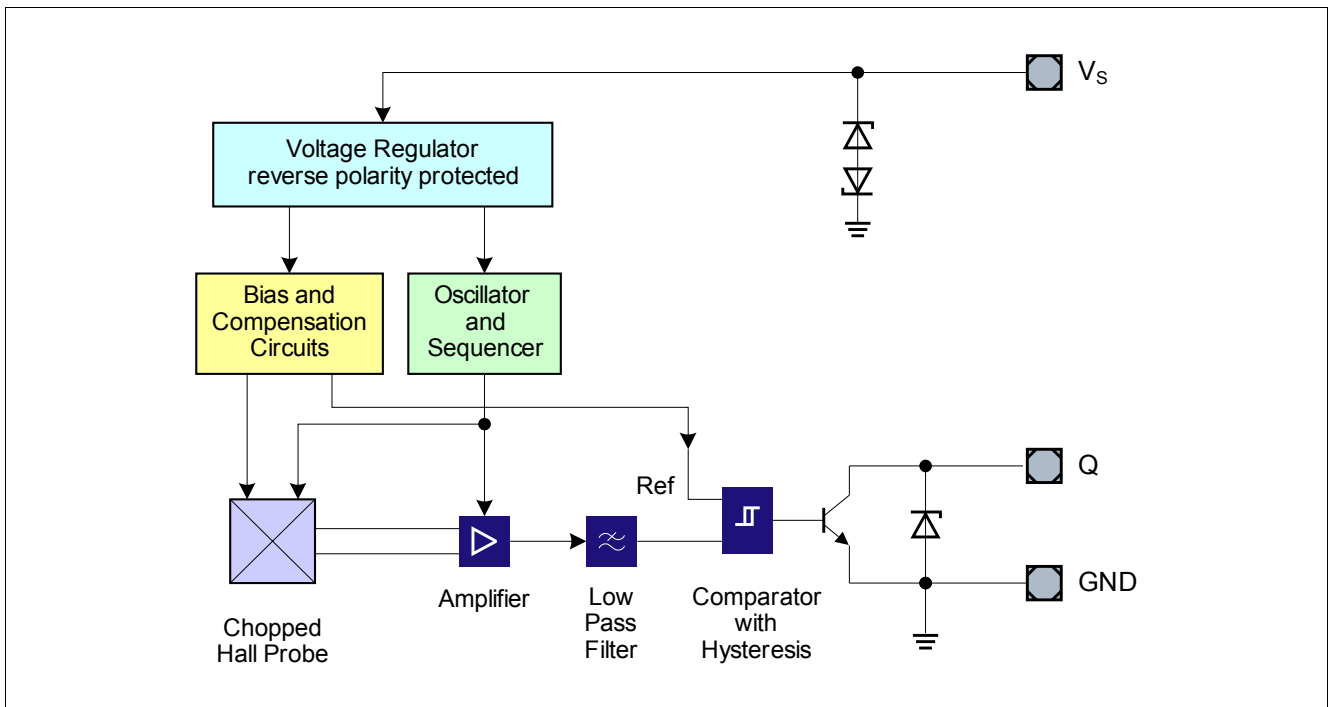 V_S
Voltage Regulator
reverse polarity protected
Bias and
Compensation
Circuits
Oscillator
and
Sequencer
Ref
Q
GND
Amplifier
Low
Pass
Filter
Comparator
with
Hysteresis
Chopped
Hall Probe